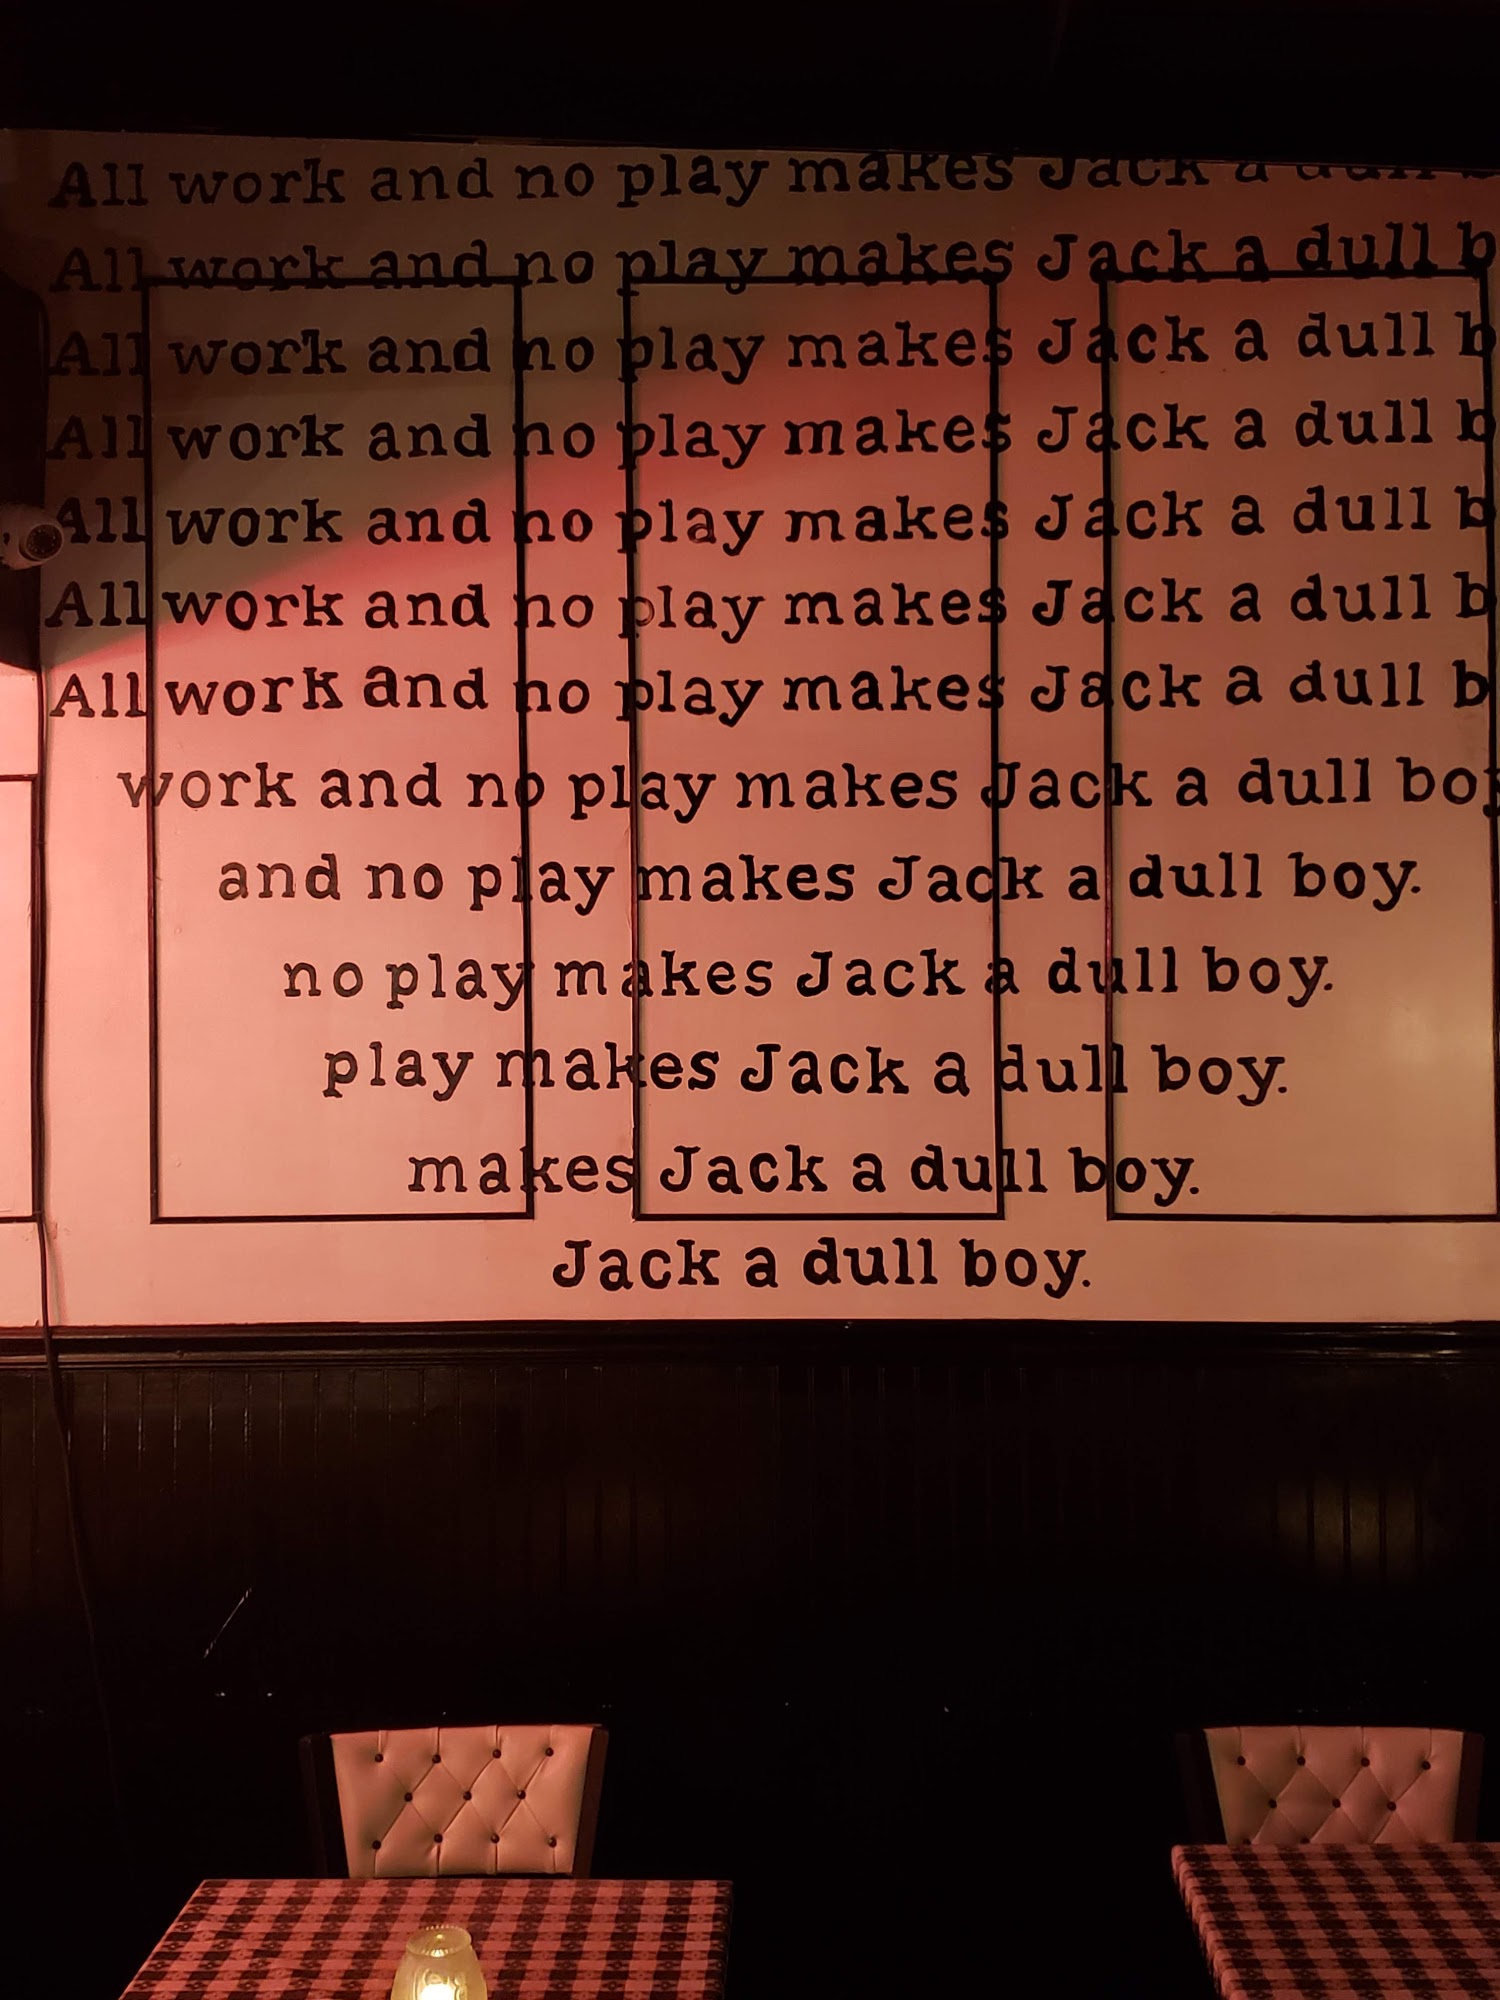 All work and no play makes Jack a dull b
All work and no play makes Jack a dull b
All work and no play makes Jack a dull b
All work and no play makes Jack a dull b
All work and no play makes Jack a dull b
All work and no play makes Jack a dull b
All work and no play makes Jack a dull b
work and no play makes Jack a dull boy
and no play makes Jack a dull boy.
no play makes Jack a dull boy.
play makes Jack a dull boy.
makes Jack a dull boy.
Jack a dull boy.